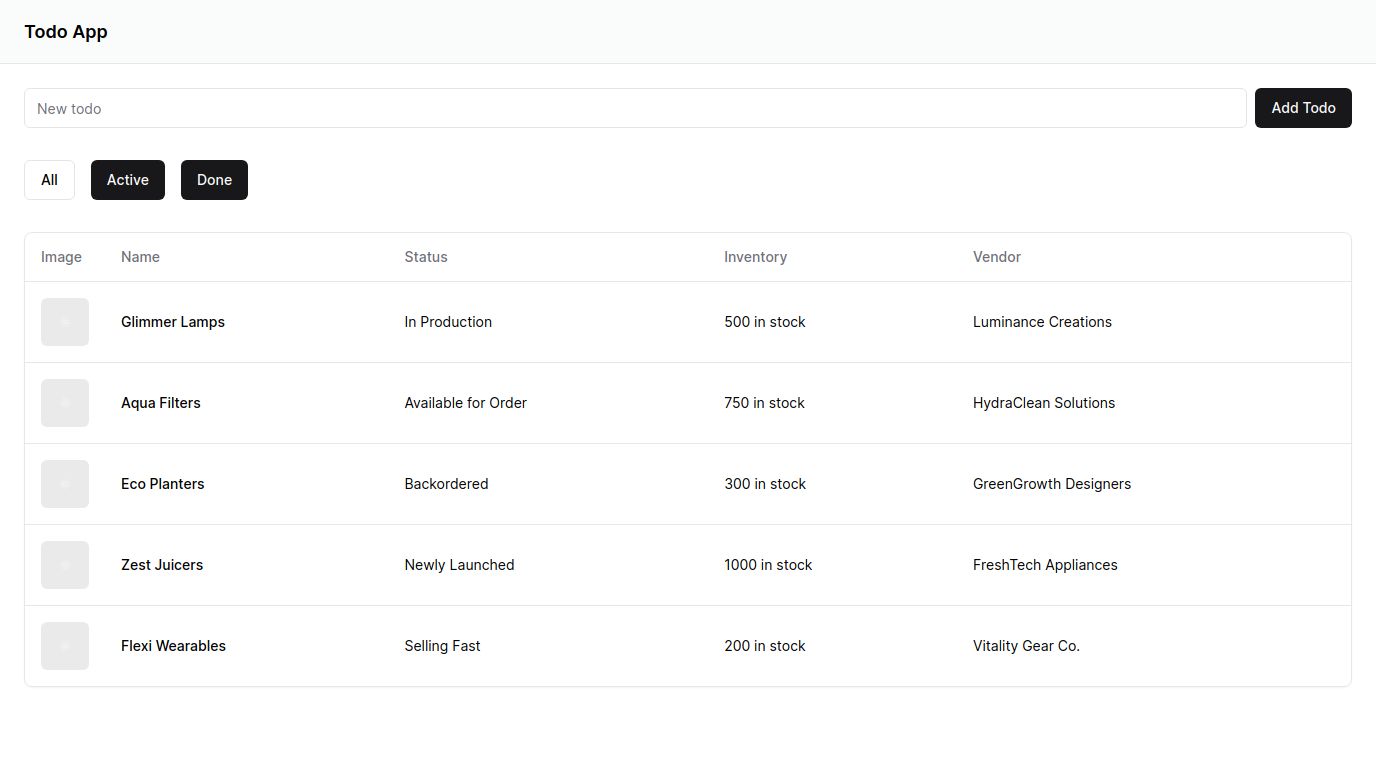 Todo App
New todo
Add Todo
All Active Done
Image Name Status Inventory Vendor
Glimmer Lamps In Production 500 in stock Luminance Creations
Aqua Filters Available for Order 750 in stock HydraClean Solutions
Eco Planters Backordered 300 in stock GreenGrowth Designers
Zest Juicers Newly Launched 1000 in stock FreshTech Appliances
Flexi Wearables Selling Fast 200 in stock Vitality Gear Co.